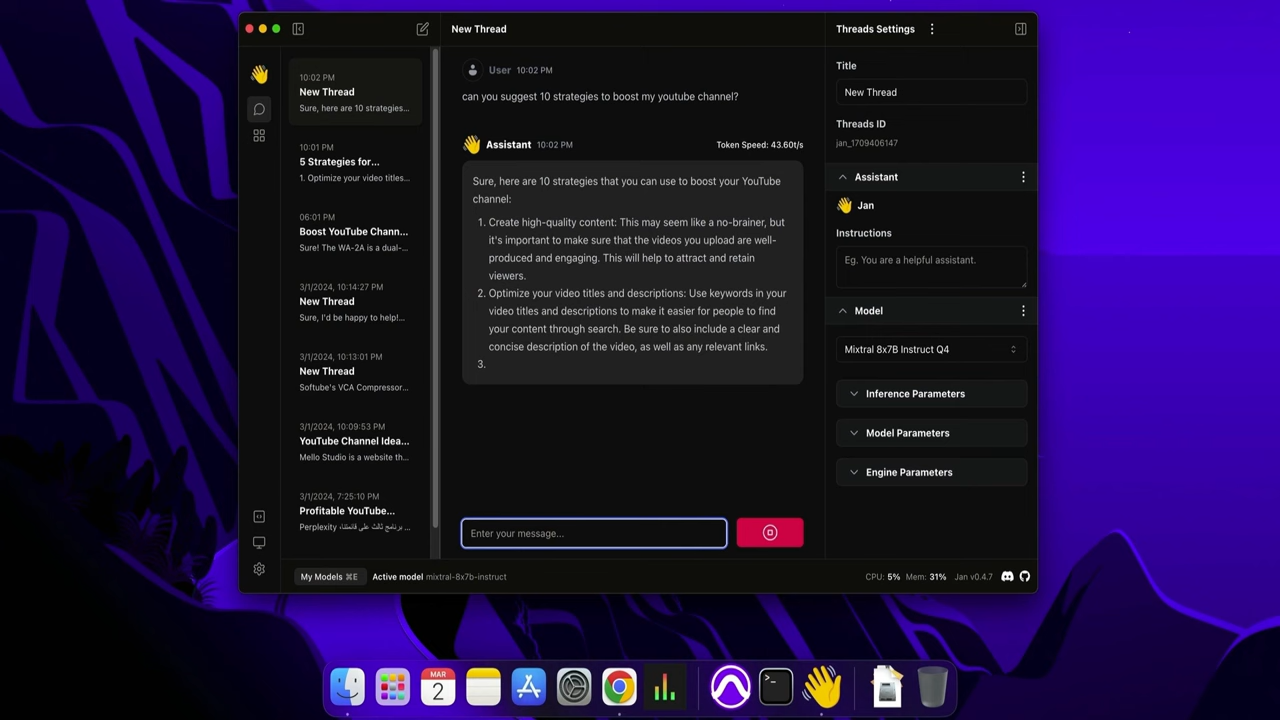 New Thread
Threads Settings
10:02 PM
New Thread
Sure, here are 10 strategies...
10:01 PM
5 Strategies for...
1. Optimize your video titles...
06:01 PM
Boost YouTube Chann...
Sure! The WA-2A is a dual-...
3/1/2024, 10:14:27 PM
New Thread
Sure, I'd be happy to help!...
3/1/2024, 10:13:01 PM
New Thread
Softube's VCA Compressor...
3/1/2024, 10:09:53 PM
YouTube Channel Idea...
Mello Studio is a website th...
3/1/2024, 7:25:10 PM
Profitable YouTube...
Perplexity برنامج ثالث على قائمتنا، ...
User 10:02 PM
can you suggest 10 strategies to boost my youtube channel?
Assistant 10:02 PM
Token Speed: 43.60t/s
Sure, here are 10 strategies that you can use to boost your YouTube
channel:
1. Create high-quality content: This may seem like a no-brainer, but
it's important to make sure that the videos you upload are well-
produced and engaging. This will help to attract and retain
viewers.
2. Optimize your video titles and descriptions: Use keywords in your
video titles and descriptions to make it easier for people to find
your content through search. Be sure to also include a clear and
concise description of the video, as well as any relevant links.
3.
Enter your message...
Title
New Thread
Threads ID
jan_1709406147
Assistant
Jan
Instructions
Eg. You are a helpful assistant.
Model
Mixtral 8x7B Instruct Q4
Inference Parameters
Model Parameters
Engine Parameters
My Models ⌘E
Active model mixtral-8x7b-instruct
CPU: 5% Mem: 31% Jan v0.4.7
MAR
2
>_